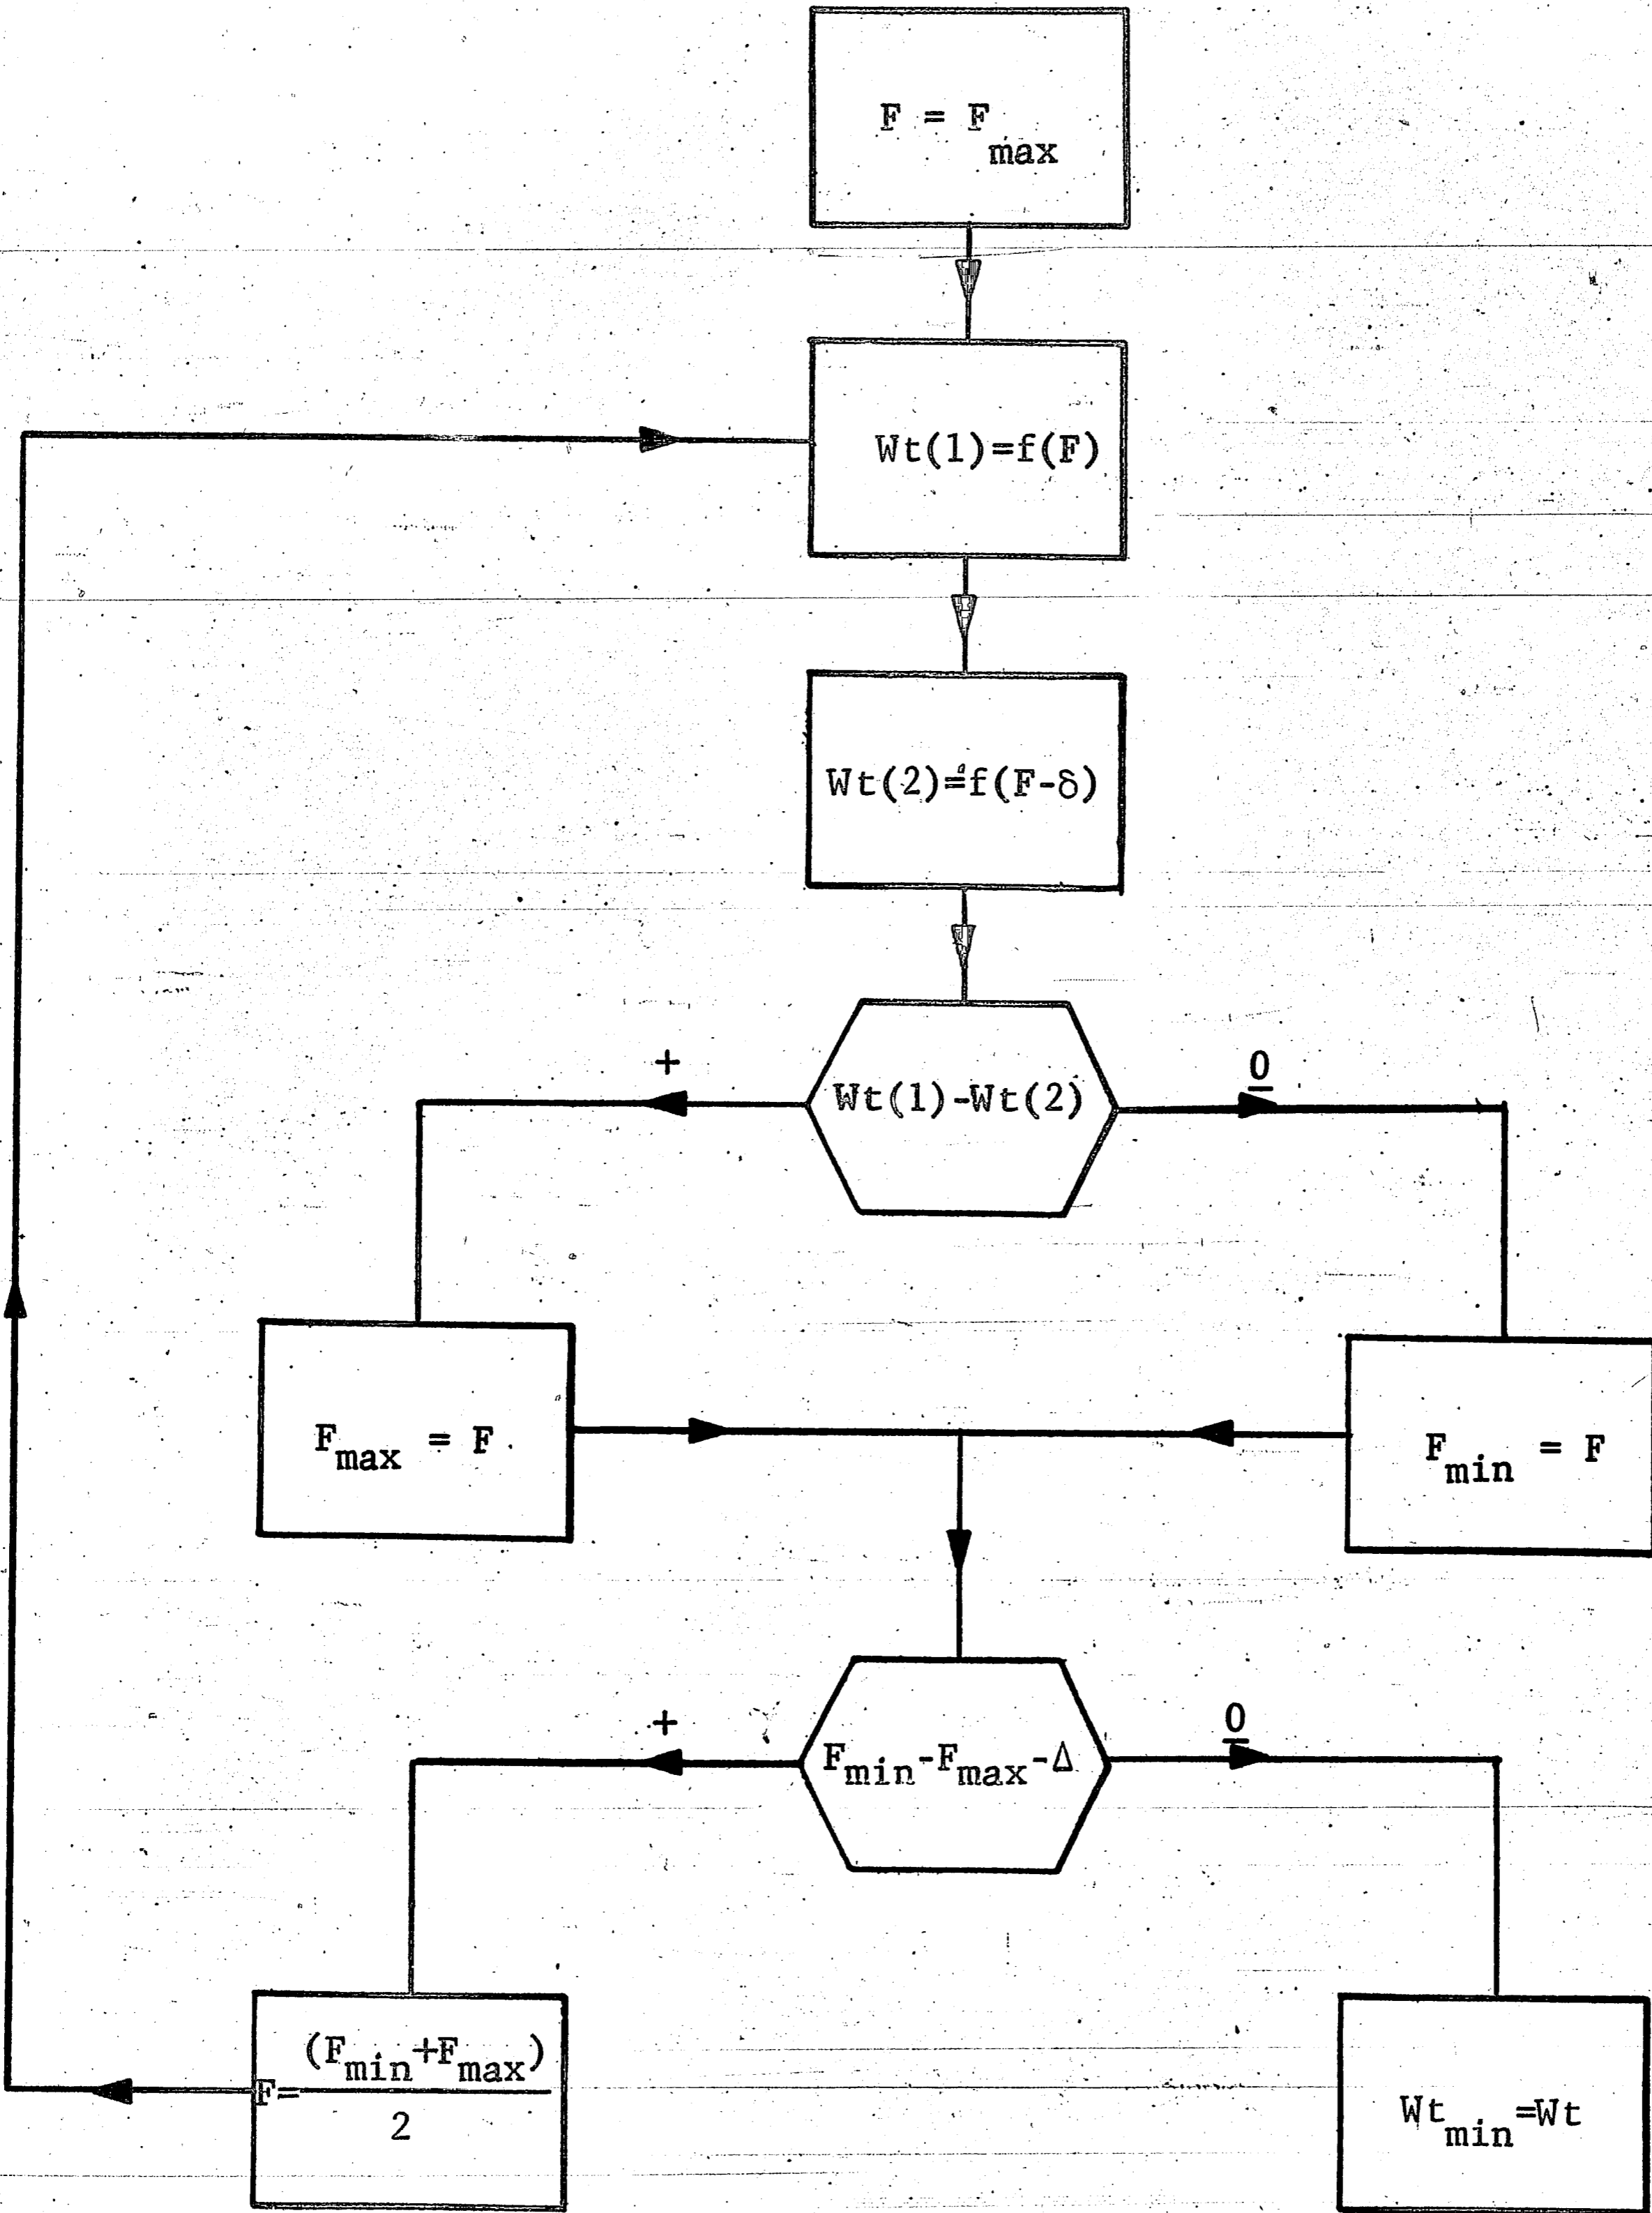 F = F
max
Wt(1)=f(F)
Wt(2)=f(F-δ)
+
Wt(1)-Wt(2)
0
F max = F
F min = F
+
F min-F max-Δ
0
(F min+F max)
F=
2
Wt min=Wt